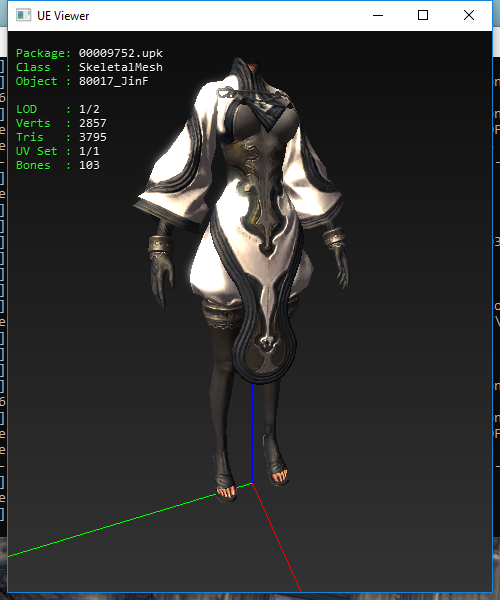 UE Viewer
Package: 00009752.upk
Class : SkeletalMesh
Object : 80017_JinF
LOD : 1/2
Verts : 2857
Tris : 3795
UV Set : 1/1
Bones : 103